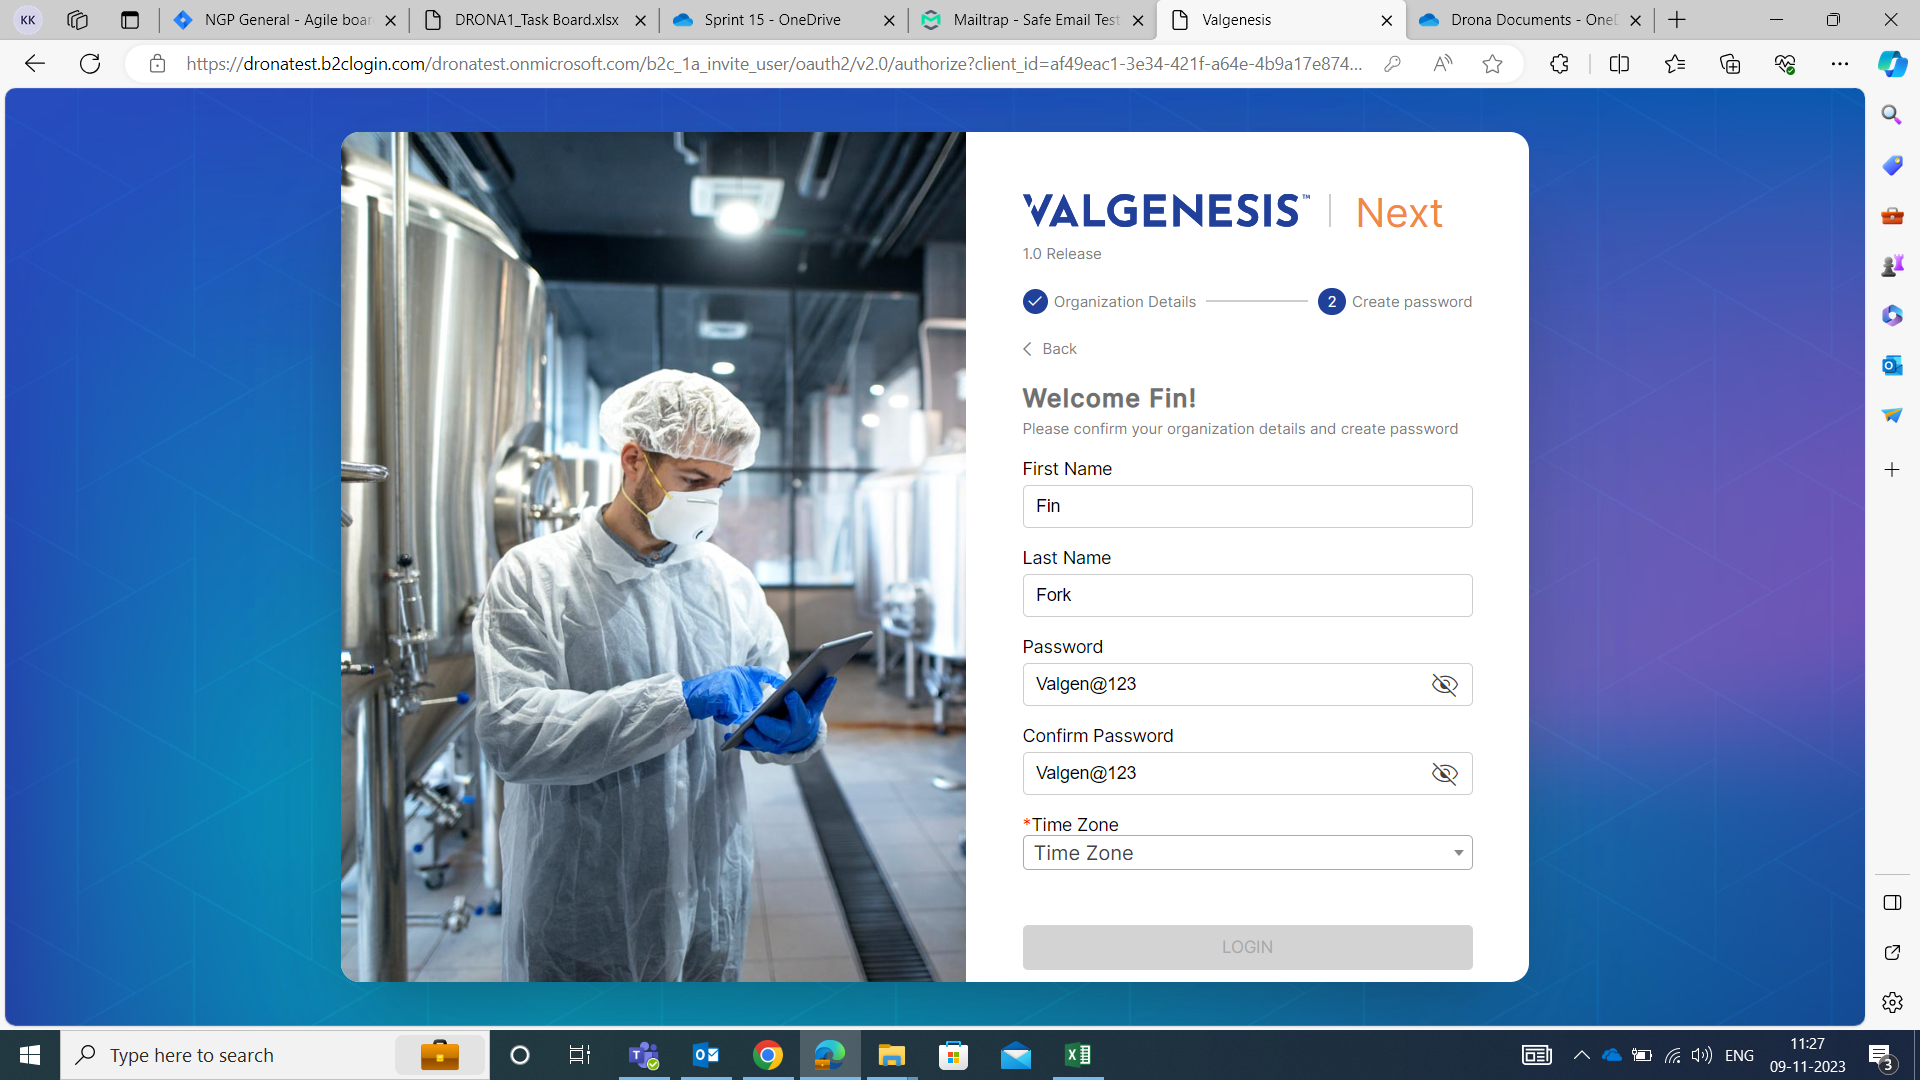 KK
NGP General - Agile boar
DRONA1_Task Board.xlsx
Sprint 15 - OneDrive
Mailtrap - Safe Email Test
Valgenesis
Drona Documents - OneD
https://dronatest.b2clogin.com/dronatest.onmicrosoft.com/b2c_1a_invite_user/oauth2/v2.0/authorize?client_id=af49eac1-3e34-421f-a64e-4b9a17e874...
VALGENESIS™ Next
1.0 Release
Organization Details
2 Create password
Back
Welcome Fin!
Please confirm your organization details and create password
First Name
Fin
Last Name
Fork
Password
Valgen@123
Confirm Password
Valgen@123
*Time Zone
Time Zone
LOGIN
Type here to search
ENG
11:27
09-11-2023
3